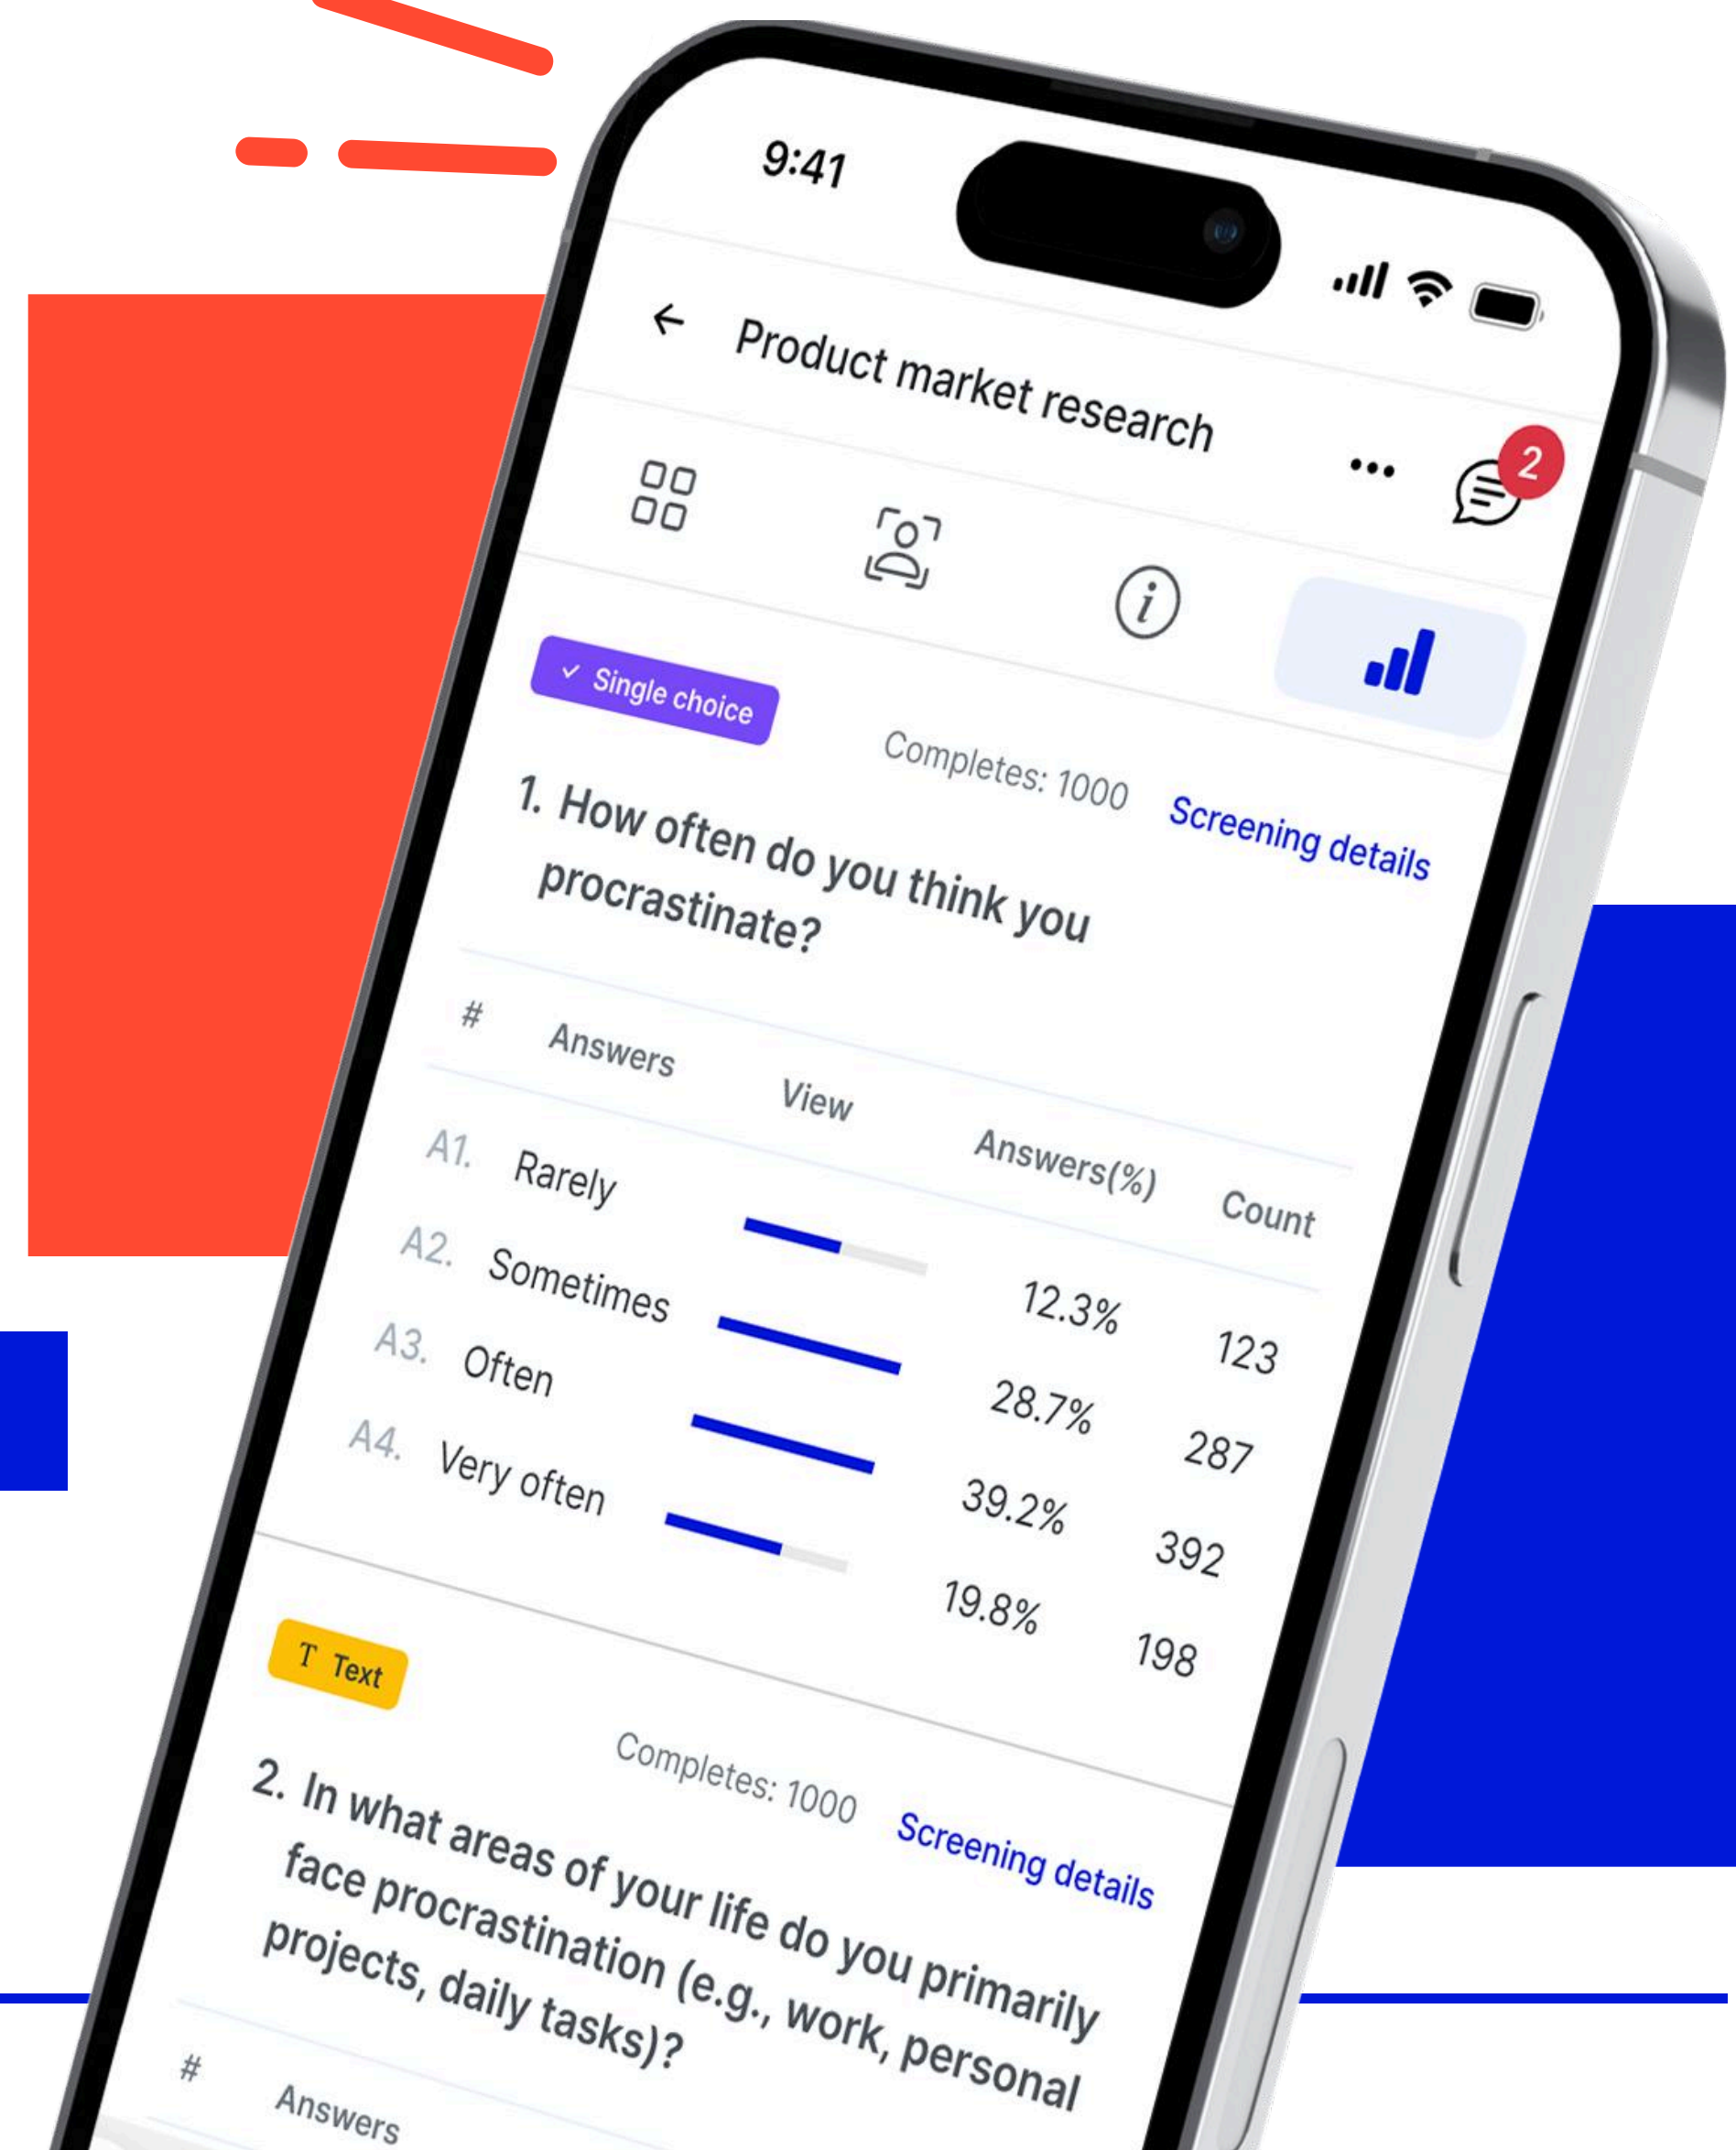 9:41
Product market research
2
Single choice
Completes: 1000
Screening details
1. How often do you think you
procrastinate?
# Answers View Answers(%) Count
A1. Rarely 12.3% 123
A2. Sometimes 28.7% 287
A3. Often 39.2% 392
A4. Very often 19.8% 198
T Text
Completes: 1000
Screening details
2. In what areas of your life do you primarily
face procrastination (e.g., work, personal
projects, daily tasks)?
# Answers